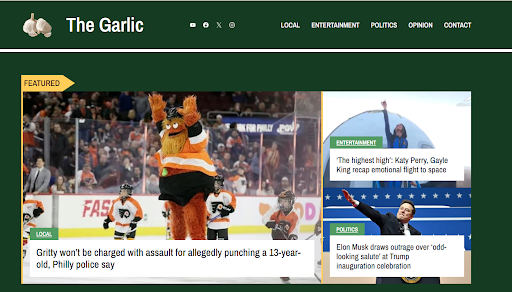 The Garlic
LOCAL ENTERTAINMENT POLITICS OPINION CONTACT
FEATURED
FOR PHILLY
LOCAL
Gritty won't be charged with assault for allegedly punching a 13-year-
old, Philly police say
ENTERTAINMENT
'The highest high': Katy Perry, Gayle
King recap emotional flight to space
POLITICS
Elon Musk draws outrage over 'odd-
looking salute' at Trump
inauguration celebration